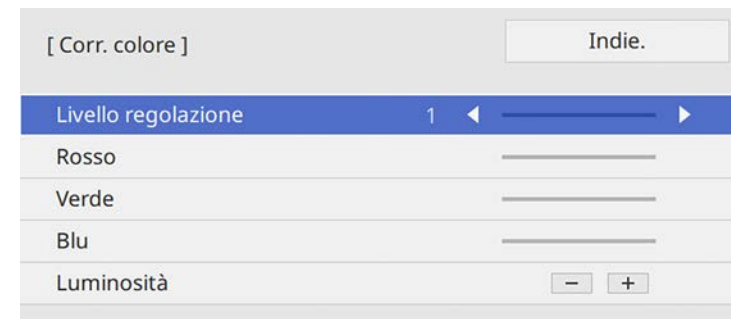 [ Corr. colore ]
Indie.
Livello regolazione 1
Rosso
Verde
Blu
Luminosità − +